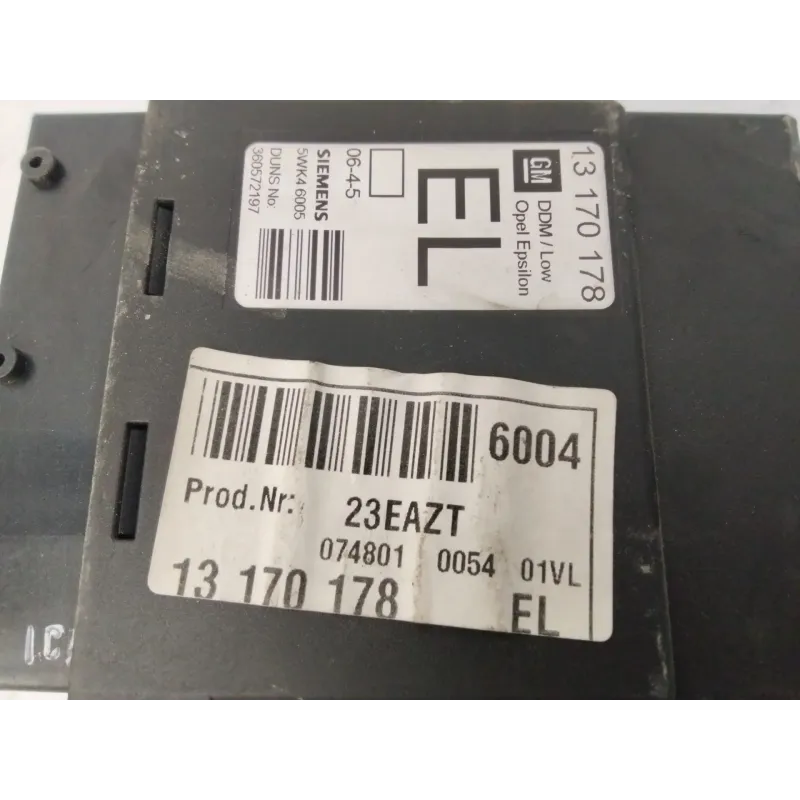 13 170 178
GM
DDM / Low
Opel Epsilon
EL
06-4-5
SIEMENS
5WK4 6005
DUNS No:
360572197
6004
Prod.Nr: 23EAZT
074801 0054 01VL
13 170 178 EL